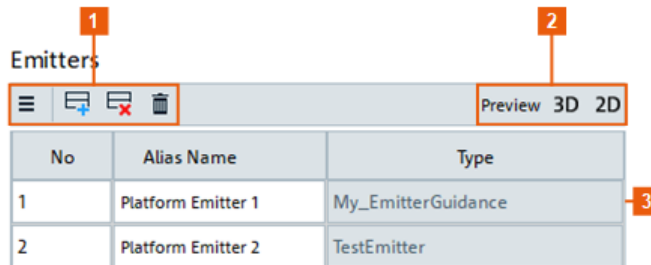 1
2
Emitters
Preview 3D 2D
No Alias Name Type
1 Platform Emitter 1 My_EmitterGuidance
3
2 Platform Emitter 2 TestEmitter